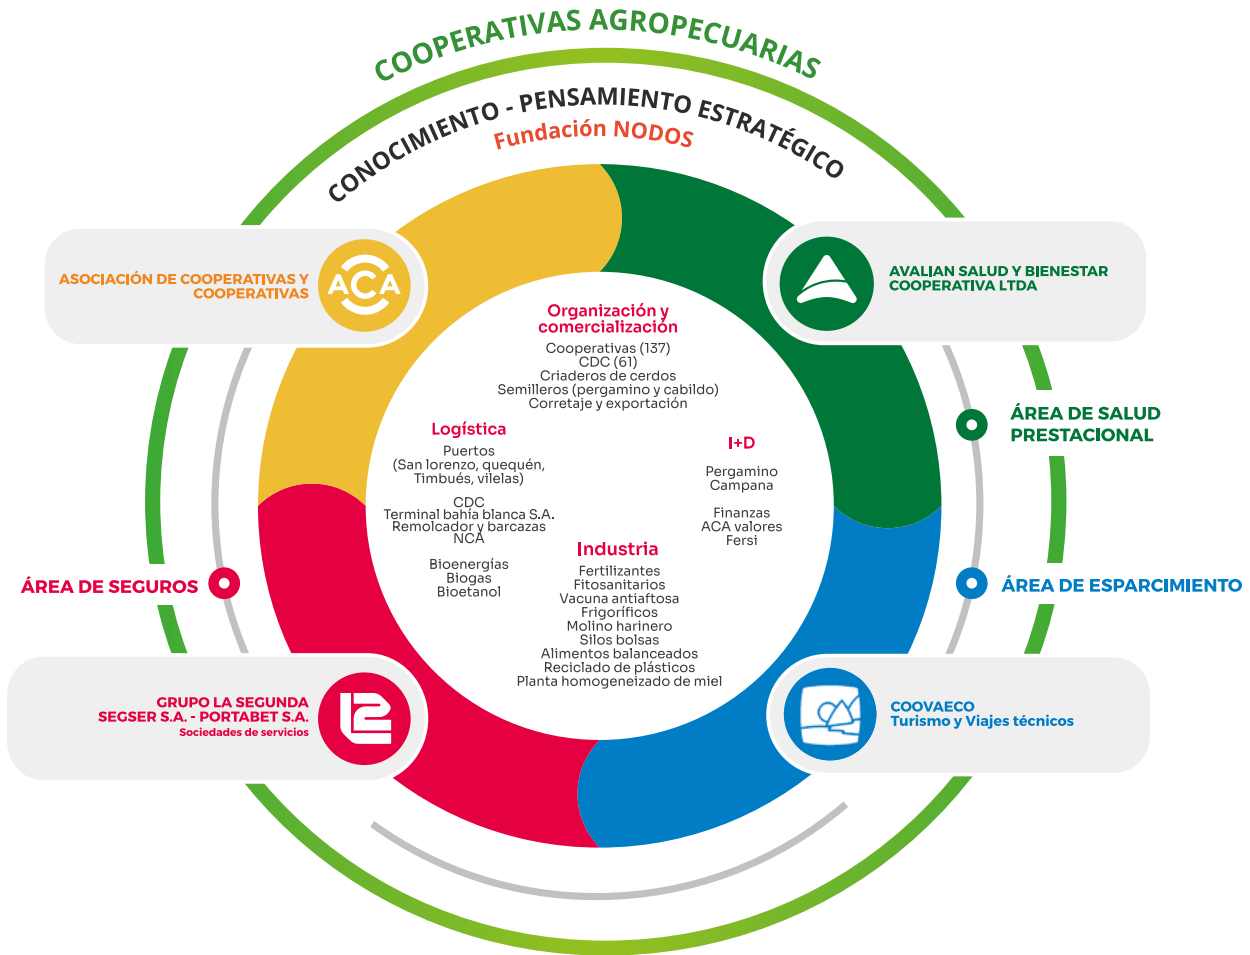 COOPERATIVAS AGROPECUARIAS
CONOCIMIENTO - PENSAMIENTO ESTRATÉGICO
Fundación NODOS
ASOCIACIÓN DE COOPERATIVAS Y
COOPERATIVAS
ACA
AVALIAN SALUD Y BIENESTAR
COOPERATIVA LTDA
Organización y
comercialización
Cooperativas (137)
CDC (61)
Criaderos de cerdos
Semilleros (pergamino y cabildo)
Corretaje y exportación
Logística
Puertos
(San lorenzo, quequén,
Timbués, vilelas)
CDC
Terminal bahía blanca S.A.
Remolcador y barcazas
NCA
Bioenergías
Biogas
Bioetanol
I+D
Pergamino
Campana
Finanzas
ACA valores
Fersi
Industria
Fertilizantes
Fitosanitarios
Vacuna antiaftosa
Frigoríficos
Molino harinero
Silos bolsas
Alimentos balanceados
Reciclado de plásticos
Planta homogeneizado de miel
ÁREA DE SALUD
PRESTACIONAL
ÁREA DE SEGUROS
ÁREA DE ESPARCIMIENTO
GRUPO LA SEGUNDA
SEGSER S.A. - PORTABET S.A.
Sociedades de servicios
COOVAECO
Turismo y Viajes técnicos